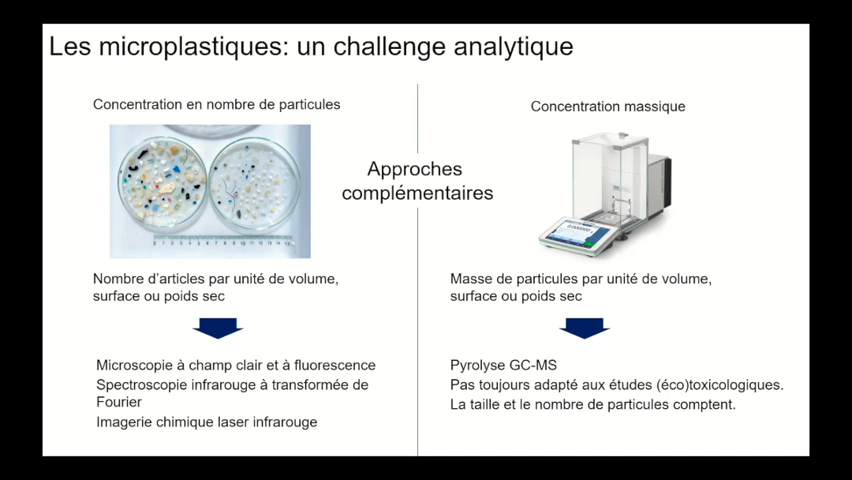 Les microplastiques: un challenge analytique
Concentration en nombre de particules
Nombre d'articles par unité de volume,
surface ou poids sec
Microscopie à champ clair et à fluorescence
Spectroscopie infrarouge à transformée de
Fourier
Imagerie chimique laser infrarouge
Approches
complémentaires
Concentration massique
Masse de particules par unité de volume,
surface ou poids sec
Pyrolyse GC-MS
Pas toujours adapté aux études (éco)toxicologiques.
La taille et le nombre de particules comptent.